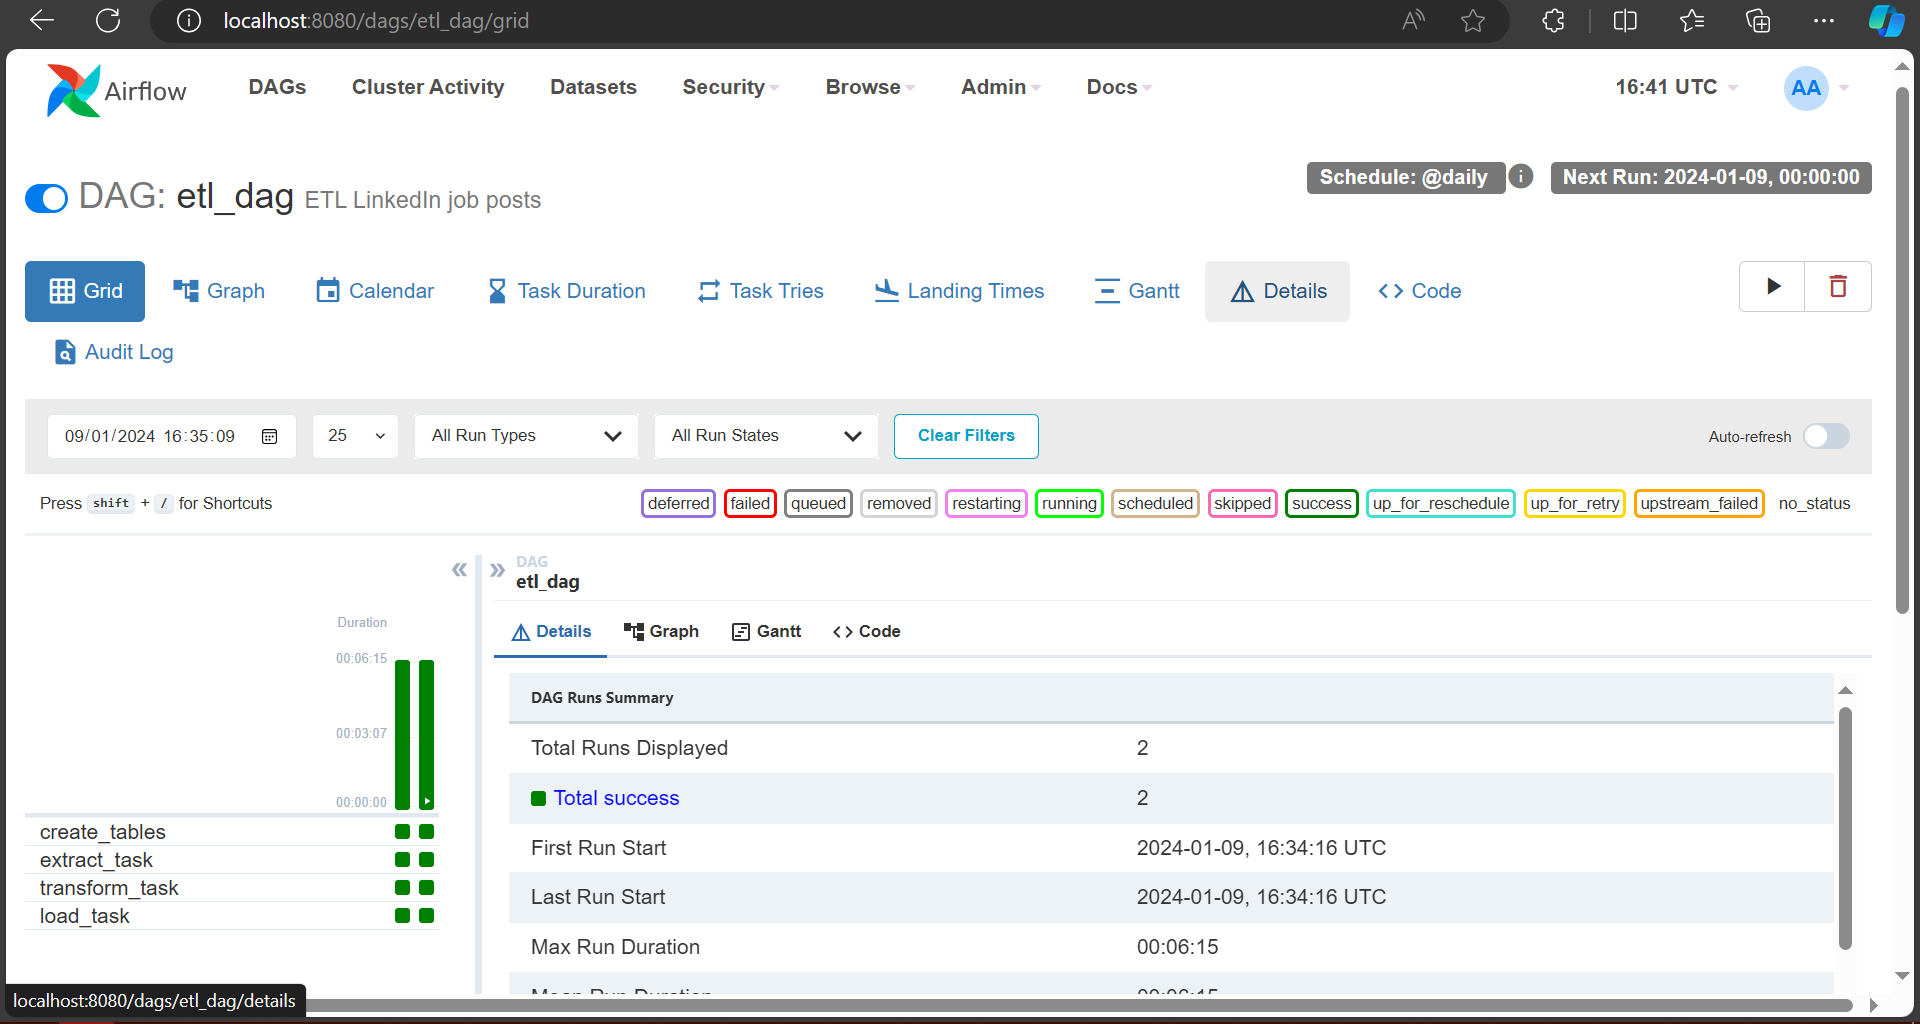 localhost:8080/dags/etl_dag/grid
Airflow DAGs Cluster Activity Datasets Security Browse Admin Docs 16:41 UTC AA
Schedule: @daily Next Run: 2024-01-09, 00:00:00
DAG: etl_dag ETL LinkedIn job posts
Grid Graph Calendar Task Duration Task Tries Landing Times Gantt Details Code
Audit Log
09/01/2024 16:35:09 25 All Run Types All Run States Clear Filters Auto-refresh
Press shift + / for Shortcuts deferred failed queued removed restarting running scheduled skipped success up_for_reschedule up_for_retry upstream_failed no_status
DAG
etl_dag
Duration
Details Graph Gantt Code
00:06:15
00:03:07
00:00:00
create_tables
extract_task
transform_task
load_task
DAG Runs Summary
Total Runs Displayed 2
Total success 2
First Run Start 2024-01-09, 16:34:16 UTC
Last Run Start 2024-01-09, 16:34:16 UTC
Max Run Duration 00:06:15
Mean Run Duration 00:06:15
localhost:8080/dags/etl_dag/details